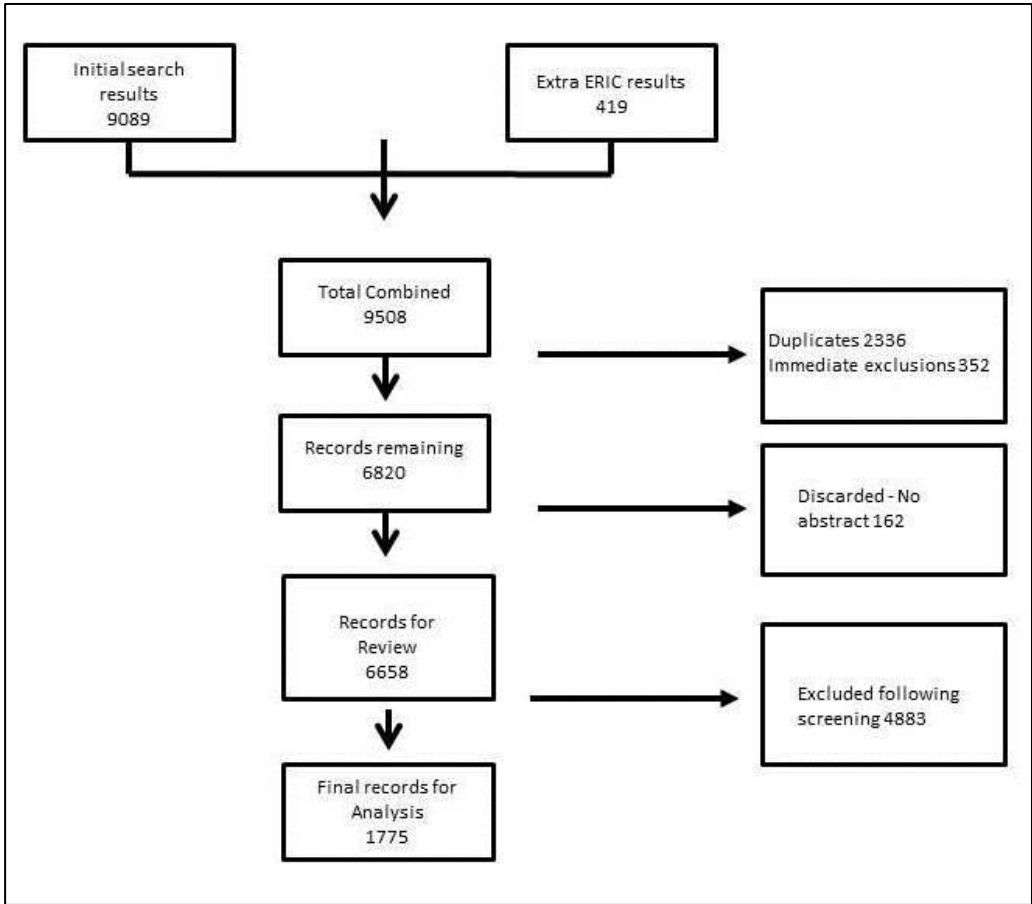 Initial search
results
9089
Extra ERIC results
419
Total Combined
9508
Duplicates 2336
Immediate exclusions 352
Records remaining
6820
Discarded - No
abstract 162
Records for
Review
6658
Excluded following
screening 4883
Final records for
Analysis
1775